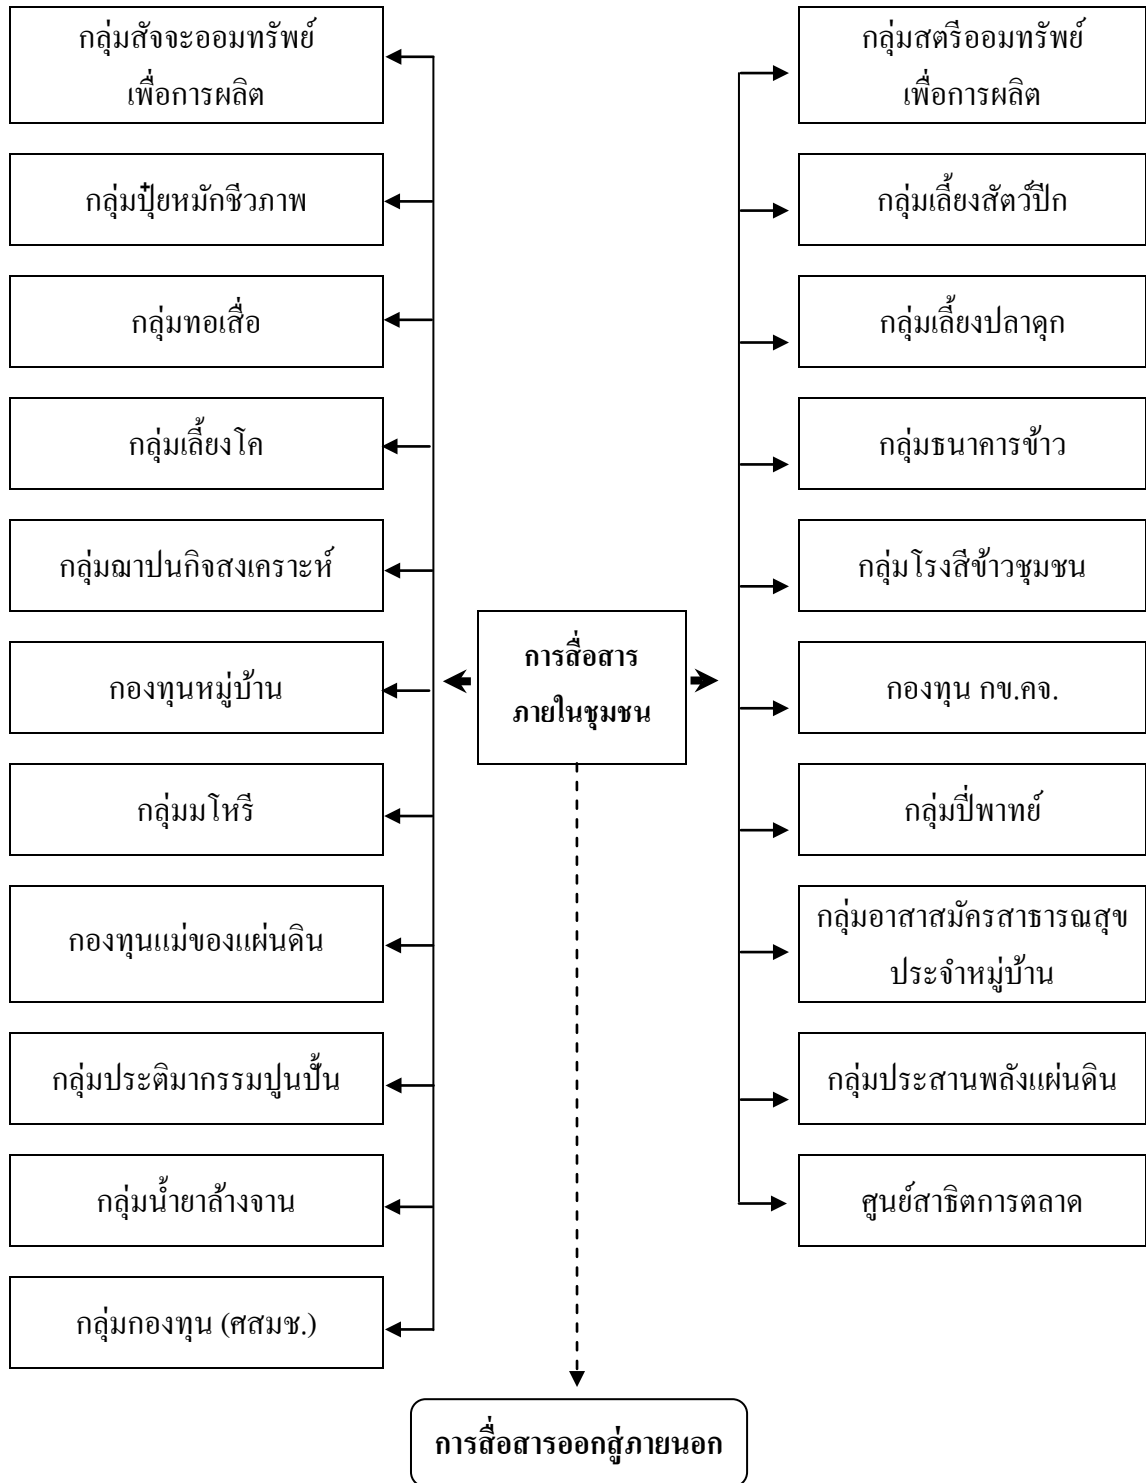 กลุ่มสัจจะออมทรัพย์
เพื่อการผลิต
กลุ่มปุ๋ยหมักชีวภาพ
กลุ่มทอเสื่อ
กลุ่มเลี้ยงโค
กลุ่มฌาปนกิจสงเคราะห์
กองทุนหมู่บ้าน
กลุ่มมโหรี
กองทุนแม่ของแผ่นดิน
กลุ่มประติมากรรมปูนปั้น
กลุ่มน้ำยาล้างจาน
กลุ่มกองทุน (ศสมช.)
การสื่อสาร
ภายในชุมชน
กลุ่มสตรีออมทรัพย์
เพื่อการผลิต
กลุ่มเลี้ยงสัตว์ปีก
กลุ่มเลี้ยงปลาดุก
กลุ่มธนาคารข้าว
กลุ่มโรงสีข้าวชุมชน
กองทุน กข.คจ.
กลุ่มปี่พาทย์
กลุ่มอาสาสมัครสาธารณสุข
ประจำหมู่บ้าน
กลุ่มประสานพลังแผ่นดิน
ศูนย์สาธิตการตลาด
การสื่อสารออกสู่ภายนอก